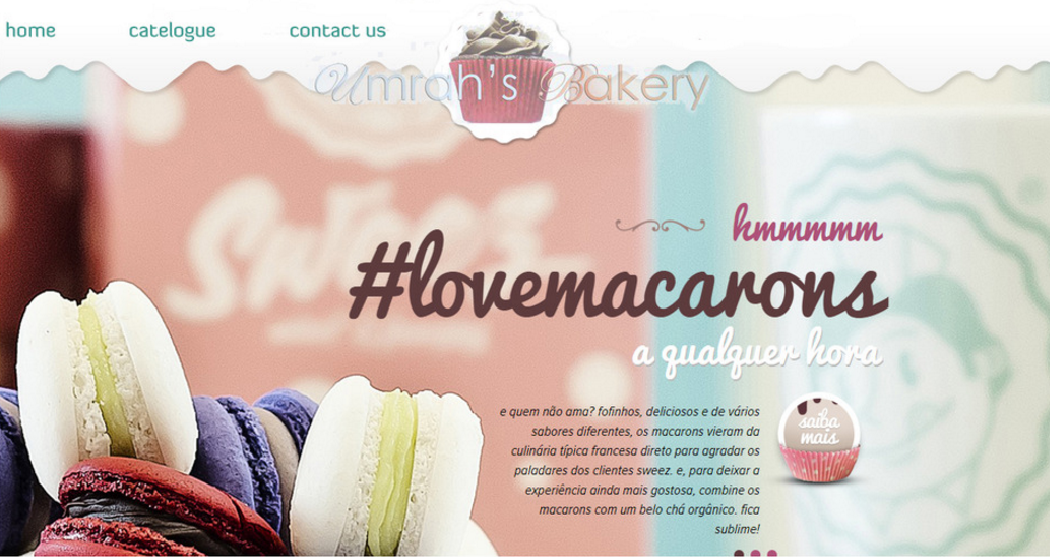 home catelogue contact us
Umrah's Bakery
Sweez
hmmmmm
#lovemacarons
a qualquer hora
e quem não ama? fofinhos, deliciosos e de vários
sabores diferentes, os macarons vieram da
culinária típica francesa direto para agradar os
paladares dos clientes sweez. e, para deixar a
experiência ainda mais gostosa, combine os
macarons com um belo chá orgânico. fica
sublime!
saiba
mais